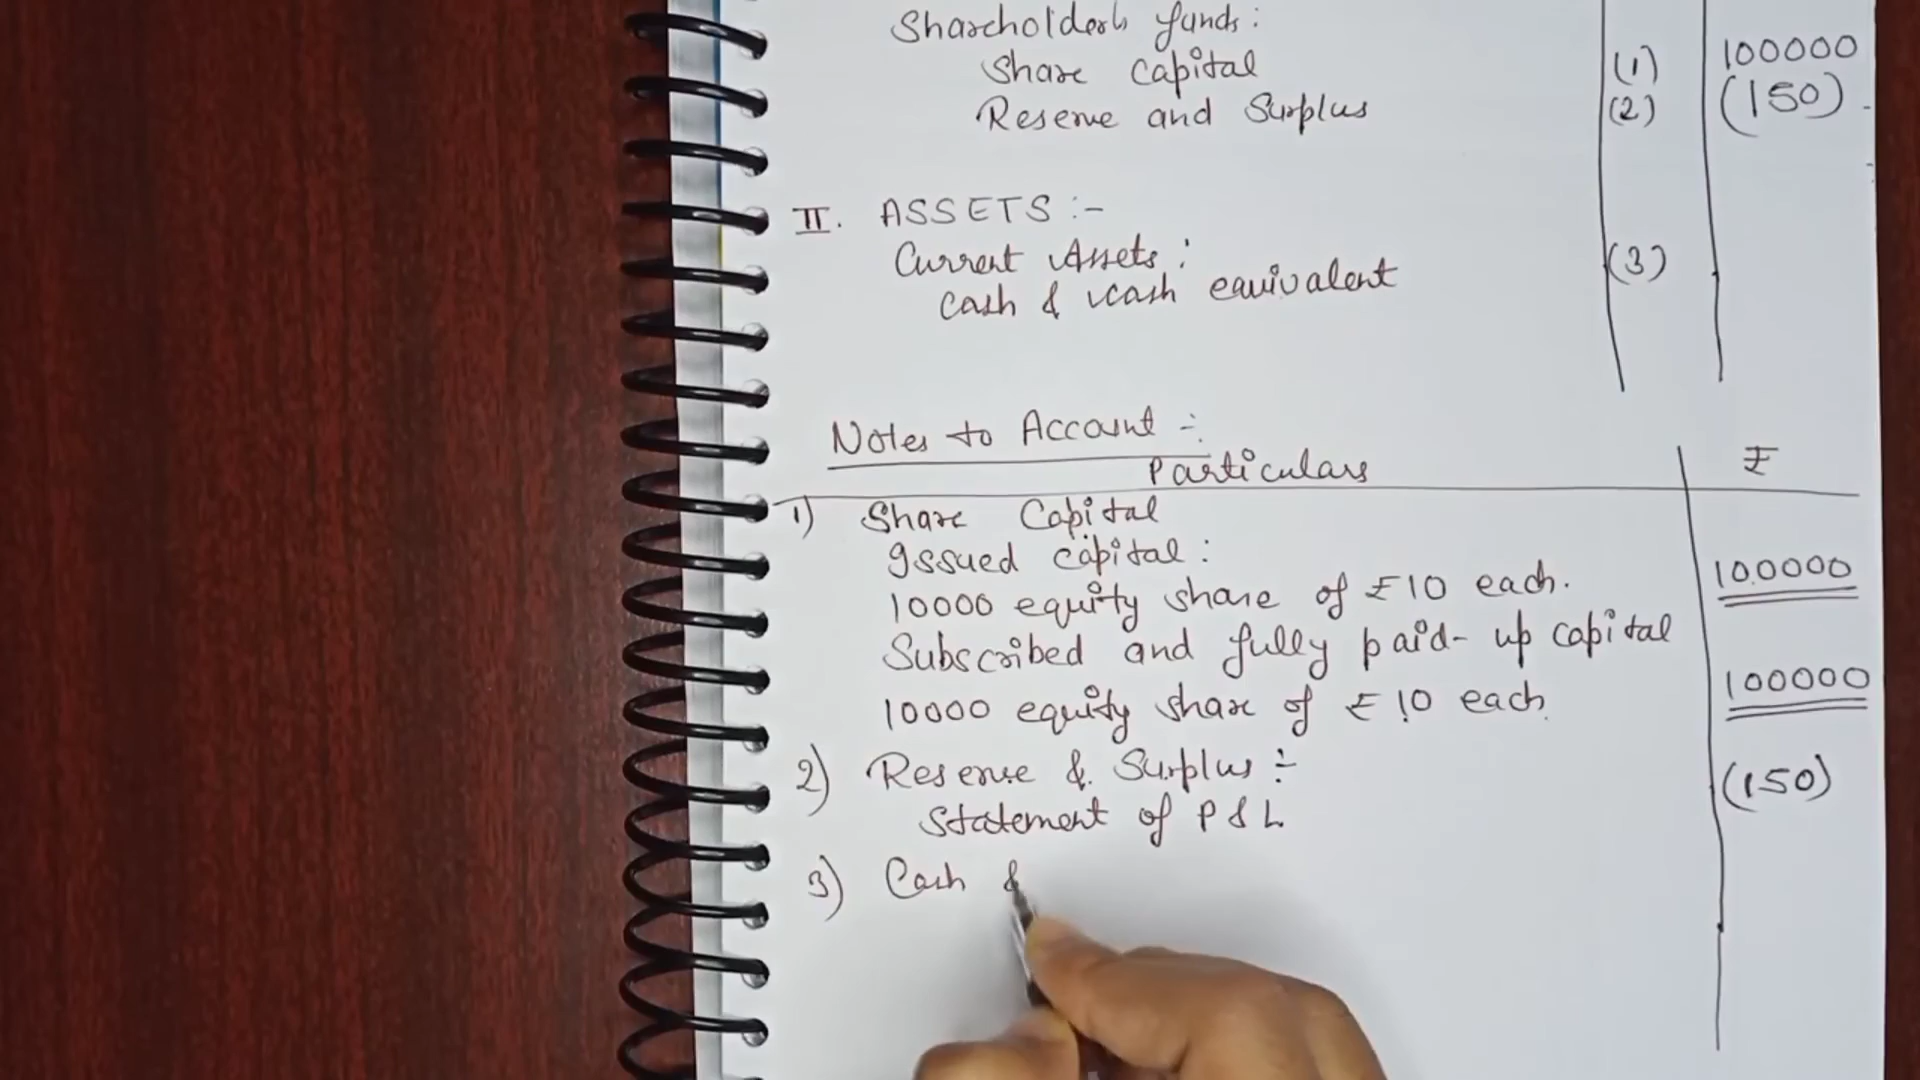 Shareholders funds:
Share capital (1) 100000
Reserve and Surplus (2) (150)
II. ASSETS :-
Current Assets: (3)
Cash & cash equivalent
Notes to Account :-
Particulars ₹
1) Share Capital
Issued capital:
10000 equity share of ₹10 each. 100000
Subscribed and fully paid-up capital
10000 equity share of ₹10 each. 100000
2) Reserve & Surplus :-
Statement of P & L (150)
3) Cash &